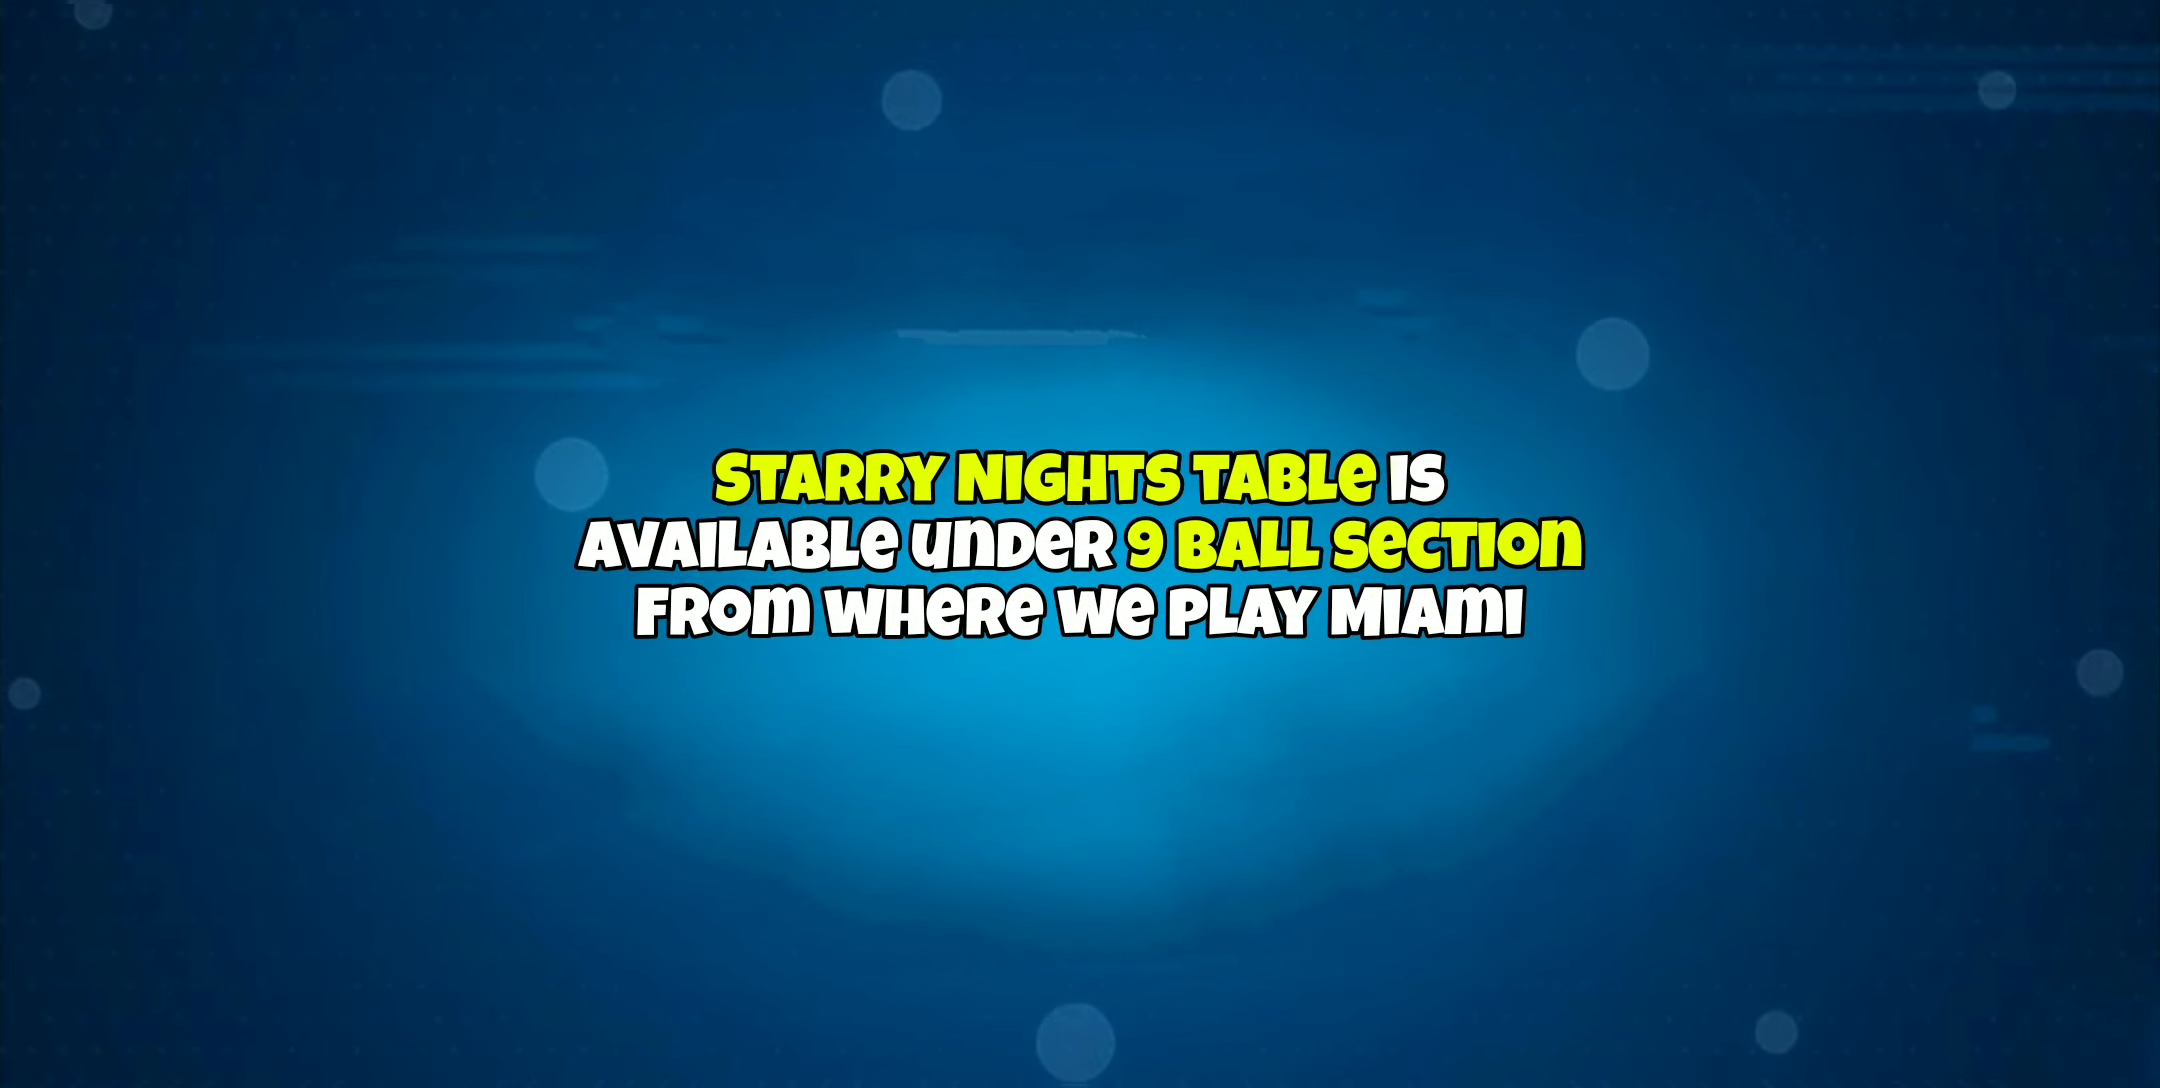 STARRY NIGHTS TABLE IS
AVAILABLE UNDER 9 BALL SECTION
FROM WHERE WE PLAY MIAMI